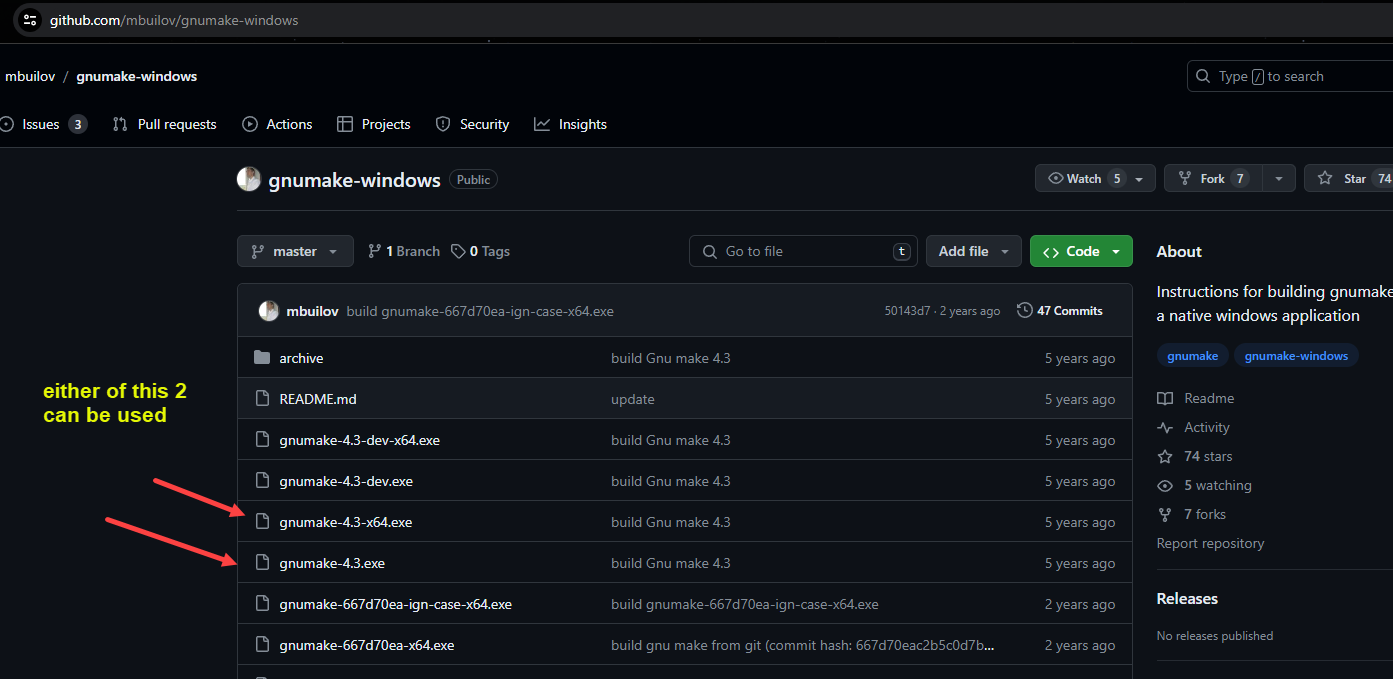 github.com/mbuilov/gnumake-windows
mbuilov / gnumake-windows
Type / to search
Issues 3 Pull requests Actions Projects Security Insights
gnumake-windows Public
Watch 5 Fork 7 Star 74
master 1 Branch 0 Tags Go to file t Add file Code
About
mbuilov build gnumake-667d70ea-ign-case-x64.exe 50143d7 · 2 years ago 47 Commits
Instructions for building gnumake
a native windows application
archive build Gnu make 4.3 5 years ago
gnumake gnumake-windows
either of this 2
can be used
README.md update 5 years ago
Readme
gnumake-4.3-dev-x64.exe build Gnu make 4.3 5 years ago
Activity
74 stars
gnumake-4.3-dev.exe build Gnu make 4.3 5 years ago
5 watching
gnumake-4.3-x64.exe build Gnu make 4.3 5 years ago
7 forks
Report repository
gnumake-4.3.exe build Gnu make 4.3 5 years ago
gnumake-667d70ea-ign-case-x64.exe build gnumake-667d70ea-ign-case-x64.exe 2 years ago
Releases
gnumake-667d70ea-x64.exe build gnu make from git (commit hash: 667d70eac2b5c0d7b... 2 years ago
No releases published